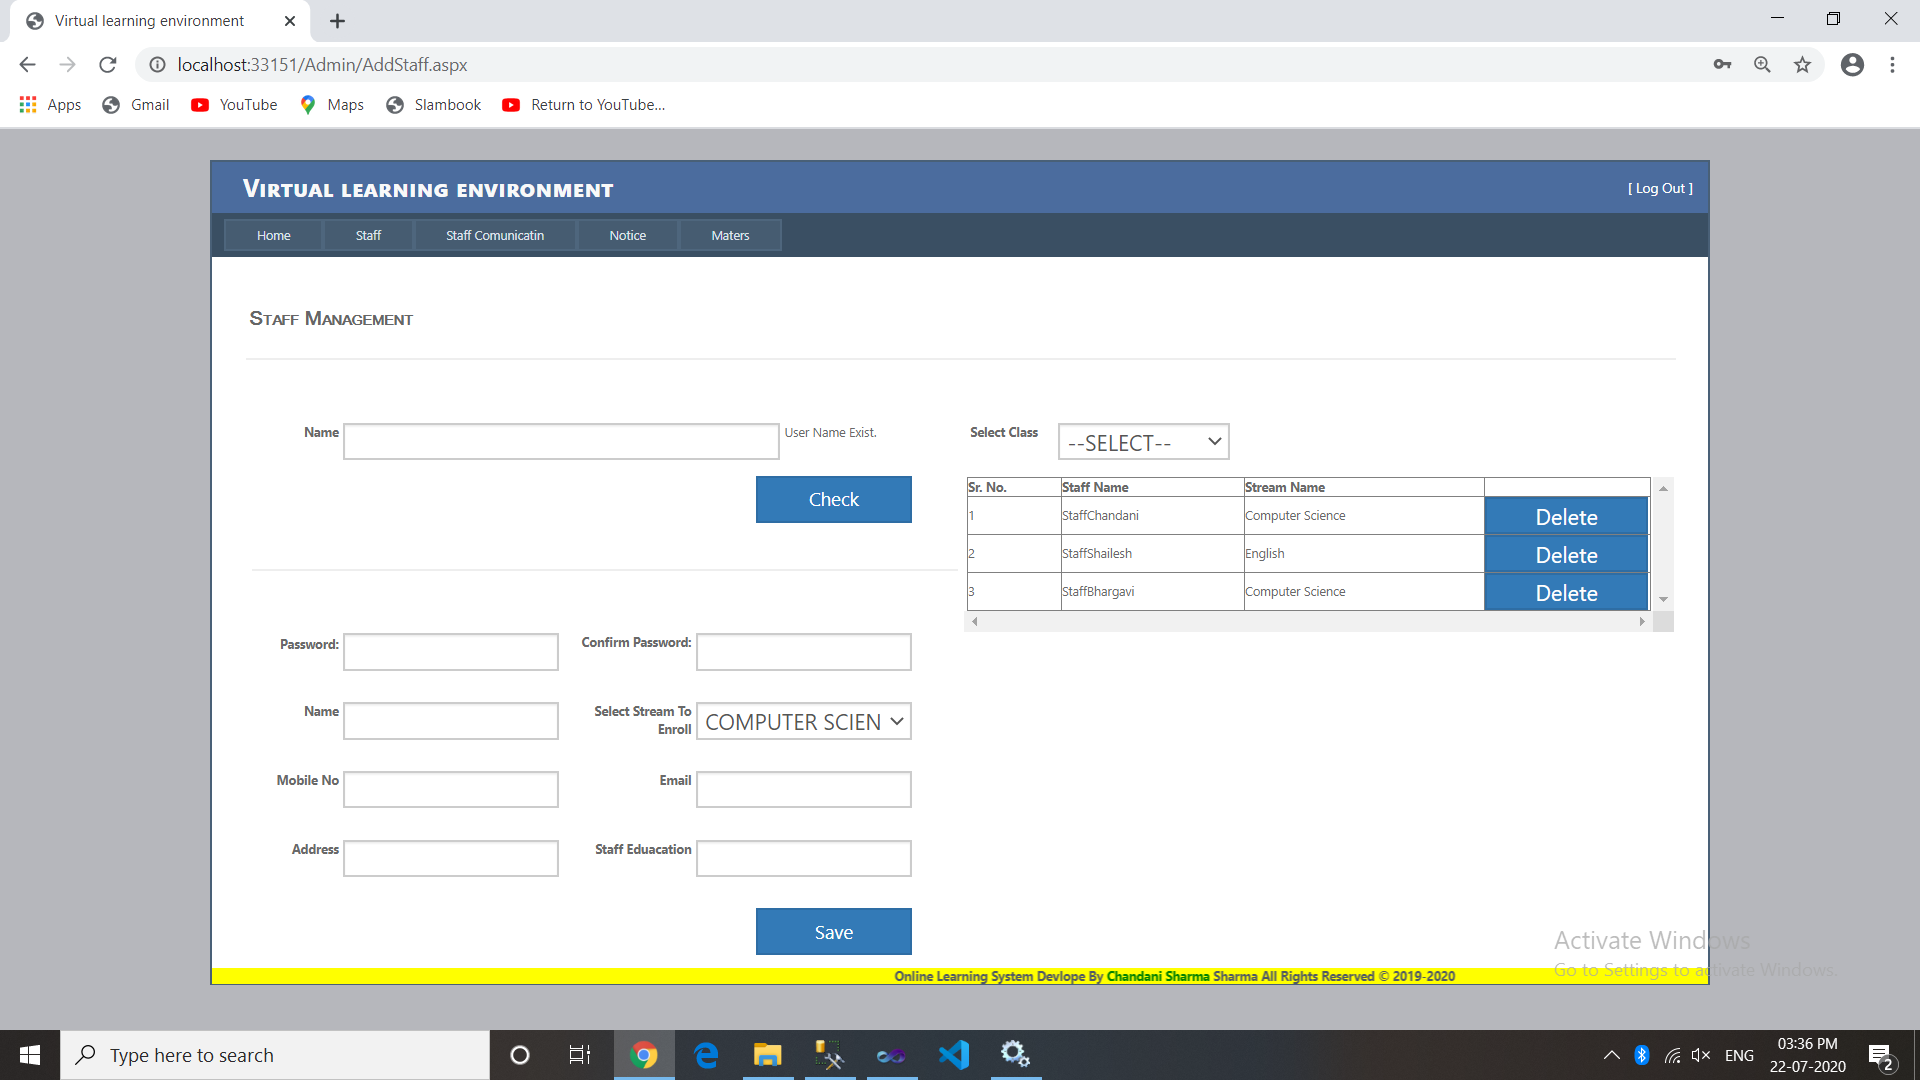 Virtual learning environment
localhost:33151/Admin/AddStaff.aspx
Apps Gmail YouTube Maps Slambook Return to YouTube...
Virtual learning environment
[ Log Out ]
Home Staff Staff Comunicatin Notice Maters
Staff Management
Name User Name Exist.
Check
Select Class --SELECT--
Sr. No. Staff Name Stream Name
1 StaffChandani Computer Science Delete
2 StaffShailesh English Delete
3 StaffBhargavi Computer Science Delete
Password: Confirm Password:
Name Select Stream To Enroll COMPUTER SCIEN
Mobile No Email
Address Staff Eduacation
Save
Activate Windows
Go to Settings to activate Windows.
Online Learning System Devlope By Chandani Sharma Sharma All Rights Reserved © 2019-2020
Type here to search
ENG
03:36 PM
22-07-2020
2